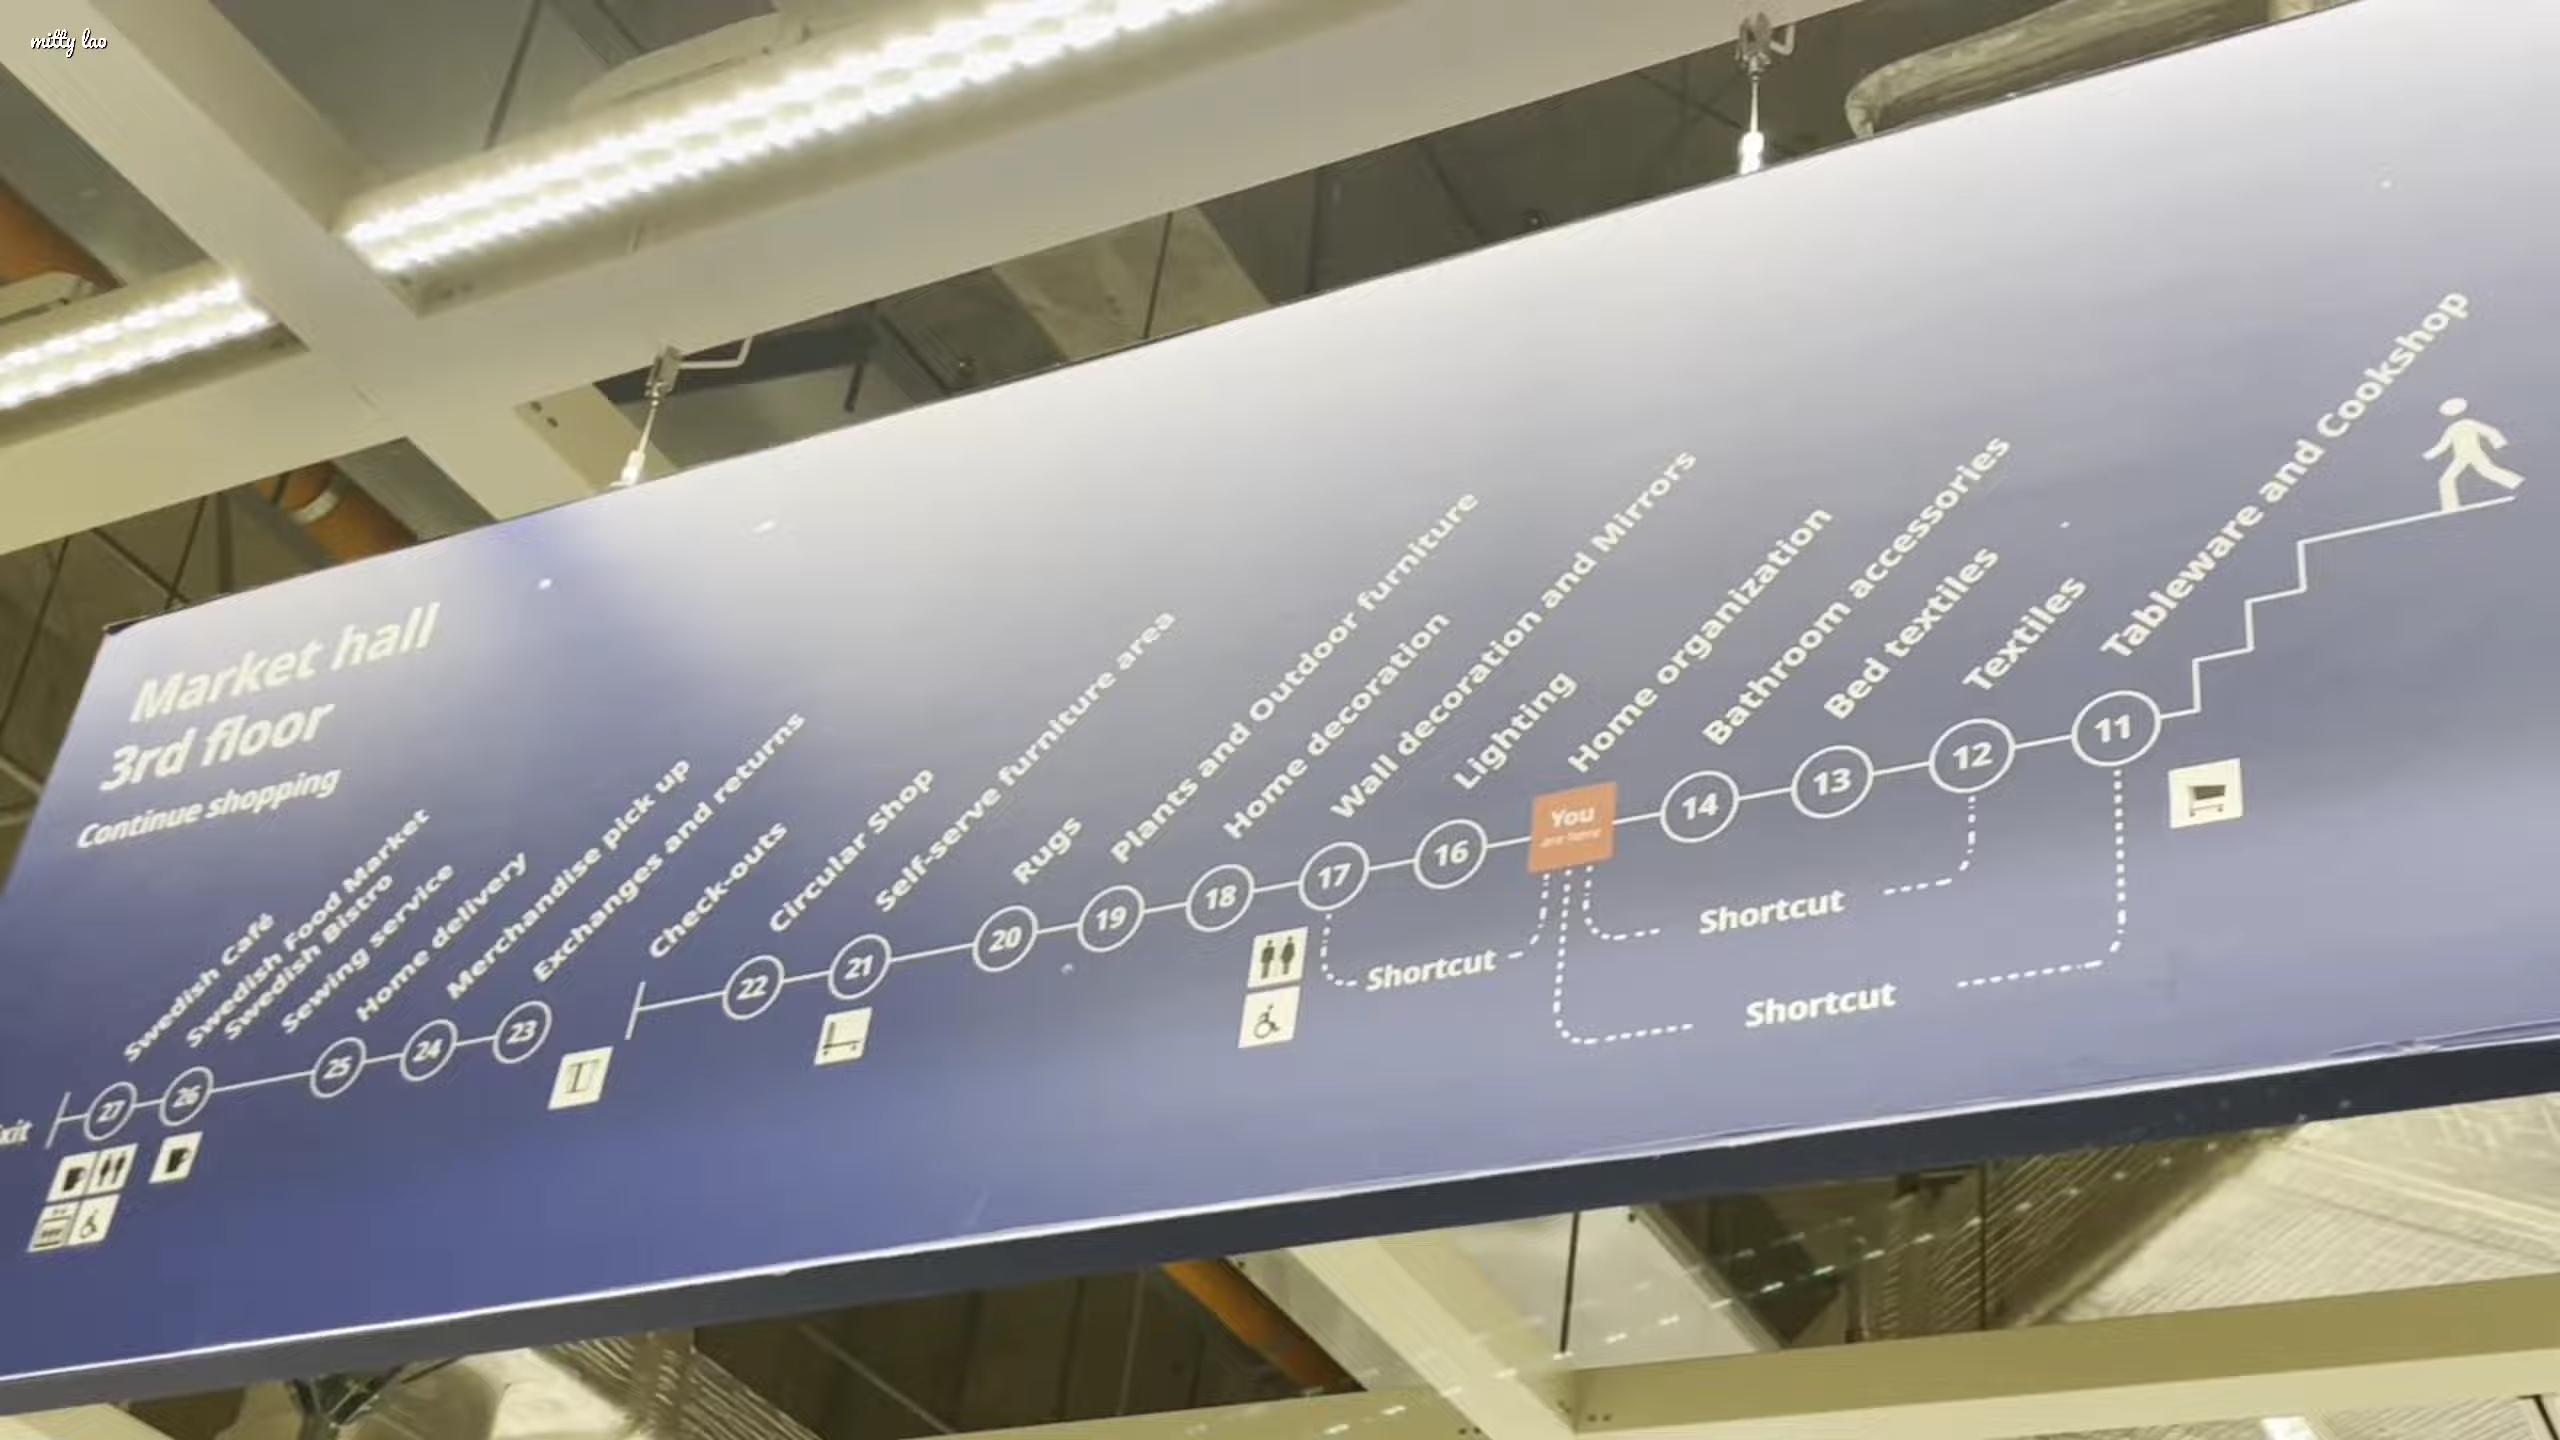 mitty lao
Market hall
3rd floor
Continue shopping
Swedish Café
Swedish Food Market
Swedish Bistro
Sewing service
Home delivery
Merchandise pick up
Exchanges and returns
Check-outs
Circular Shop
Self-serve furniture area
Rugs
Plants and Outdoor furniture
Home decoration
Wall decoration and Mirrors
Lighting
Home organization
Bathroom accessories
Bed textiles
Textiles
Tableware and Cookshop
27
26
25
24
23
22
21
20
19
18
17
16
You
are here
14
13
12
11
Shortcut
Shortcut
Shortcut